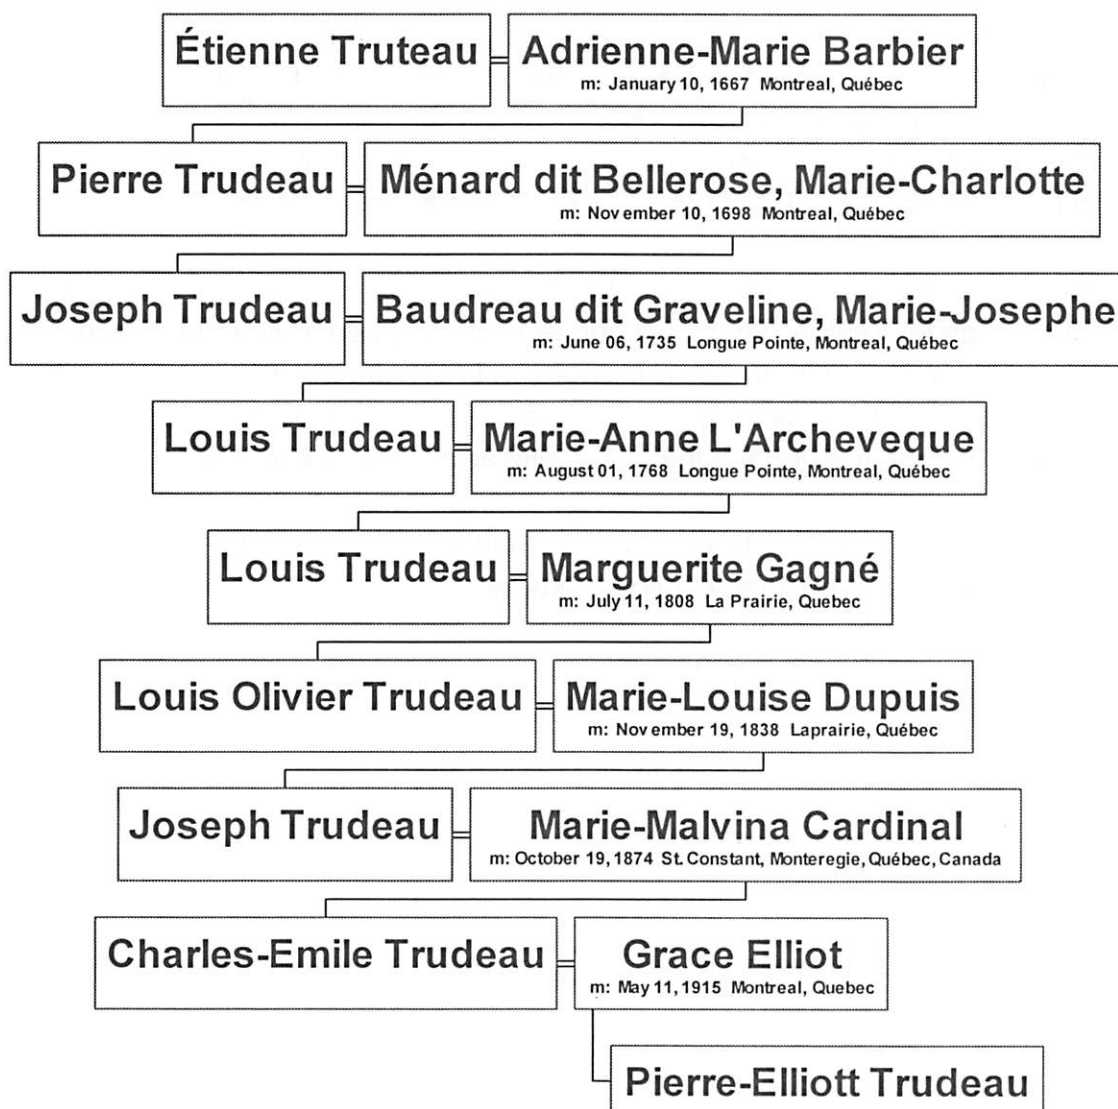 Étienne Truteau
Adrienne-Marie Barbier
m: January 10, 1667 Montreal, Québec
Pierre Trudeau
Ménard dit Bellerose, Marie-Charlotte
m: November 10, 1698 Montreal, Québec
Joseph Trudeau
Baudreau dit Graveline, Marie-Josephe
m: June 06, 1735 Longue Pointe, Montreal, Québec
Louis Trudeau
Marie-Anne L'Archeveque
m: August 01, 1768 Longue Pointe, Montreal, Québec
Louis Trudeau
Marguerite Gagné
m: July 11, 1808 La Prairie, Quebec
Louis Olivier Trudeau
Marie-Louise Dupuis
m: November 19, 1838 Laprairie, Québec
Joseph Trudeau
Marie-Malvina Cardinal
m: October 19, 1874 St. Constant, Monteregie, Québec, Canada
Charles-Emile Trudeau
Grace Elliot
m: May 11, 1915 Montreal, Quebec
Pierre-Elliott Trudeau